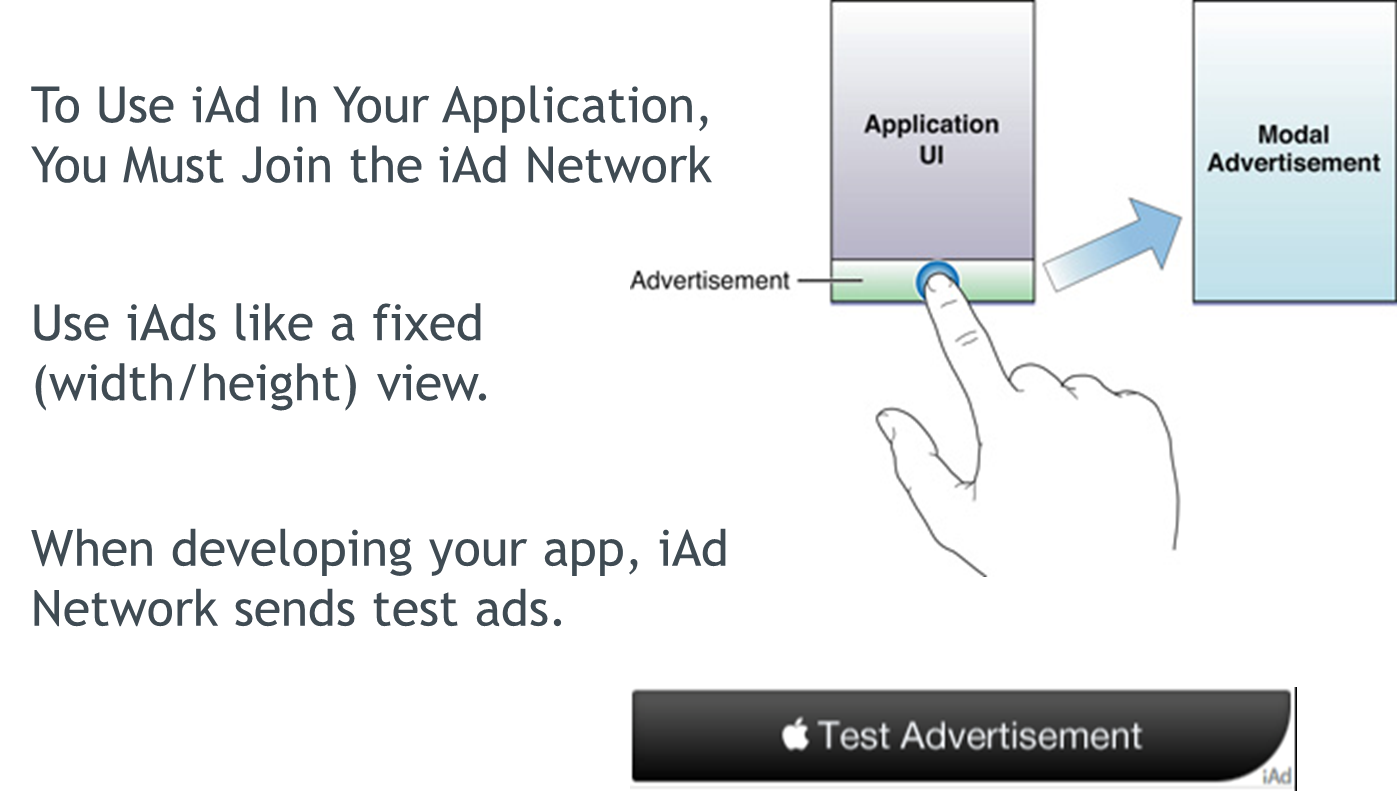 To Use iAd In Your Application,
You Must Join the iAd Network
Use iAds like a fixed
(width/height) view.
When developing your app, iAd
Network sends test ads.
Application
UI
Advertisement
Modal
Advertisement
Test Advertisement
iAd